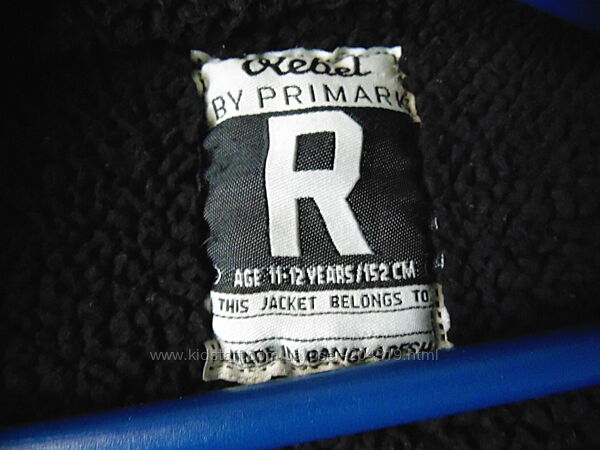 Rebel
BY PRIMARK
R
AGE 11-12 YEARS/152 CM
THIS JACKET BELONGS TO
MADE IN BANGLADESH